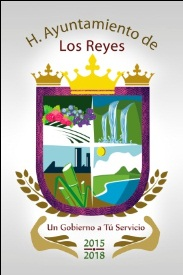 H. Ayuntamiento de
Los Reyes
Un Gobierno a Tú Servicio
2015
2018